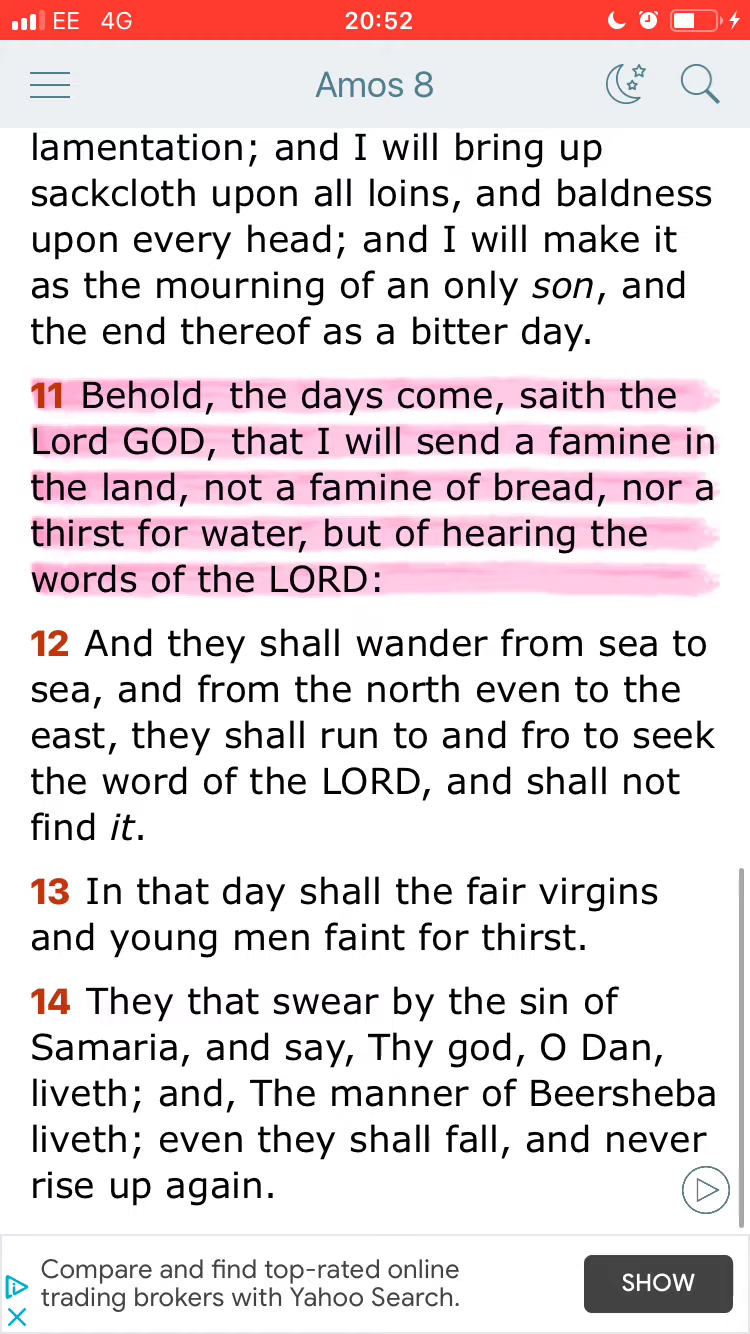 EE 4G 20:52
Amos 8
lamentation; and I will bring up
sackcloth upon all loins, and baldness
upon every head; and I will make it
as the mourning of an only son, and
the end thereof as a bitter day.
11 Behold, the days come, saith the
Lord GOD, that I will send a famine in
the land, not a famine of bread, nor a
thirst for water, but of hearing the
words of the LORD:
12 And they shall wander from sea to
sea, and from the north even to the
east, they shall run to and fro to seek
the word of the LORD, and shall not
find it.
13 In that day shall the fair virgins
and young men faint for thirst.
14 They that swear by the sin of
Samaria, and say, Thy god, O Dan,
liveth; and, The manner of Beersheba
liveth; even they shall fall, and never
rise up again.
Compare and find top-rated online
trading brokers with Yahoo Search.
SHOW